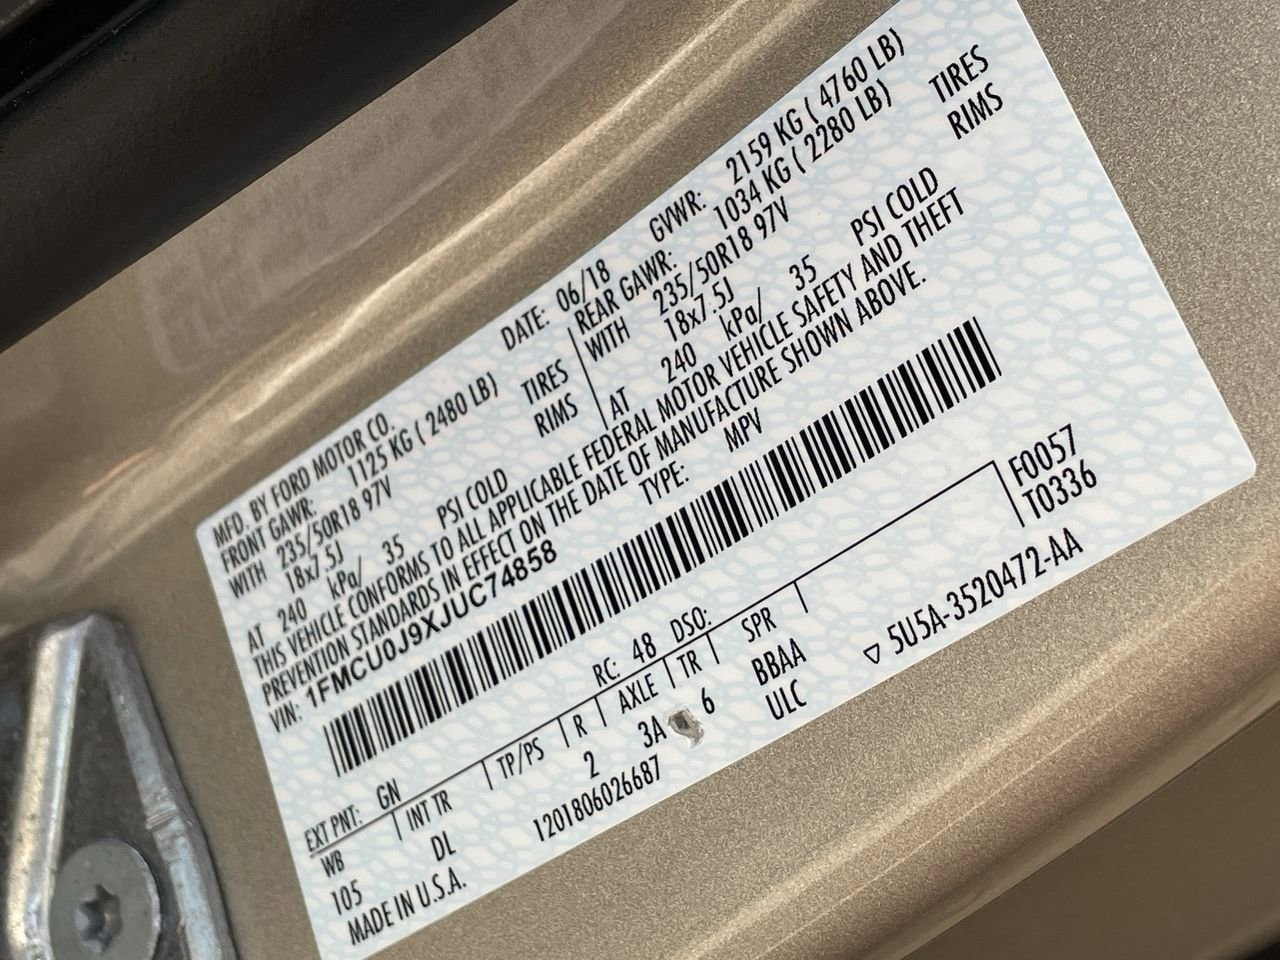 MFD. BY FORD MOTOR CO. DATE: 06/18 GVWR: 2159 KG ( 4760 LB)
FRONT GAWR: 1125 KG ( 2480 LB) REAR GAWR: 1034 KG ( 2280 LB)
WITH 235/50R18 97V TIRES WITH 235/50R18 97V TIRES
18x7.5J RIMS 18x7.5J RIMS
AT 240 kPa/ 35 PSI COLD AT 240 kPa/ 35 PSI COLD
THIS VEHICLE CONFORMS TO ALL APPLICABLE FEDERAL MOTOR VEHICLE SAFETY AND THEFT
PREVENTION STANDARDS IN EFFECT ON THE DATE OF MANUFACTURE SHOWN ABOVE.
VIN: 1FMCU0J9XJUC74858 TYPE: MPV
EXT PNT: GN RC: 48 DSO: F0057
WB INT TR TP/PS R AXLE TR SPR T0336
105 DL 2 3A 6 BBAA
MADE IN U.S.A. 1201806026687 ULC ▽ 5U5A-3520472-AA